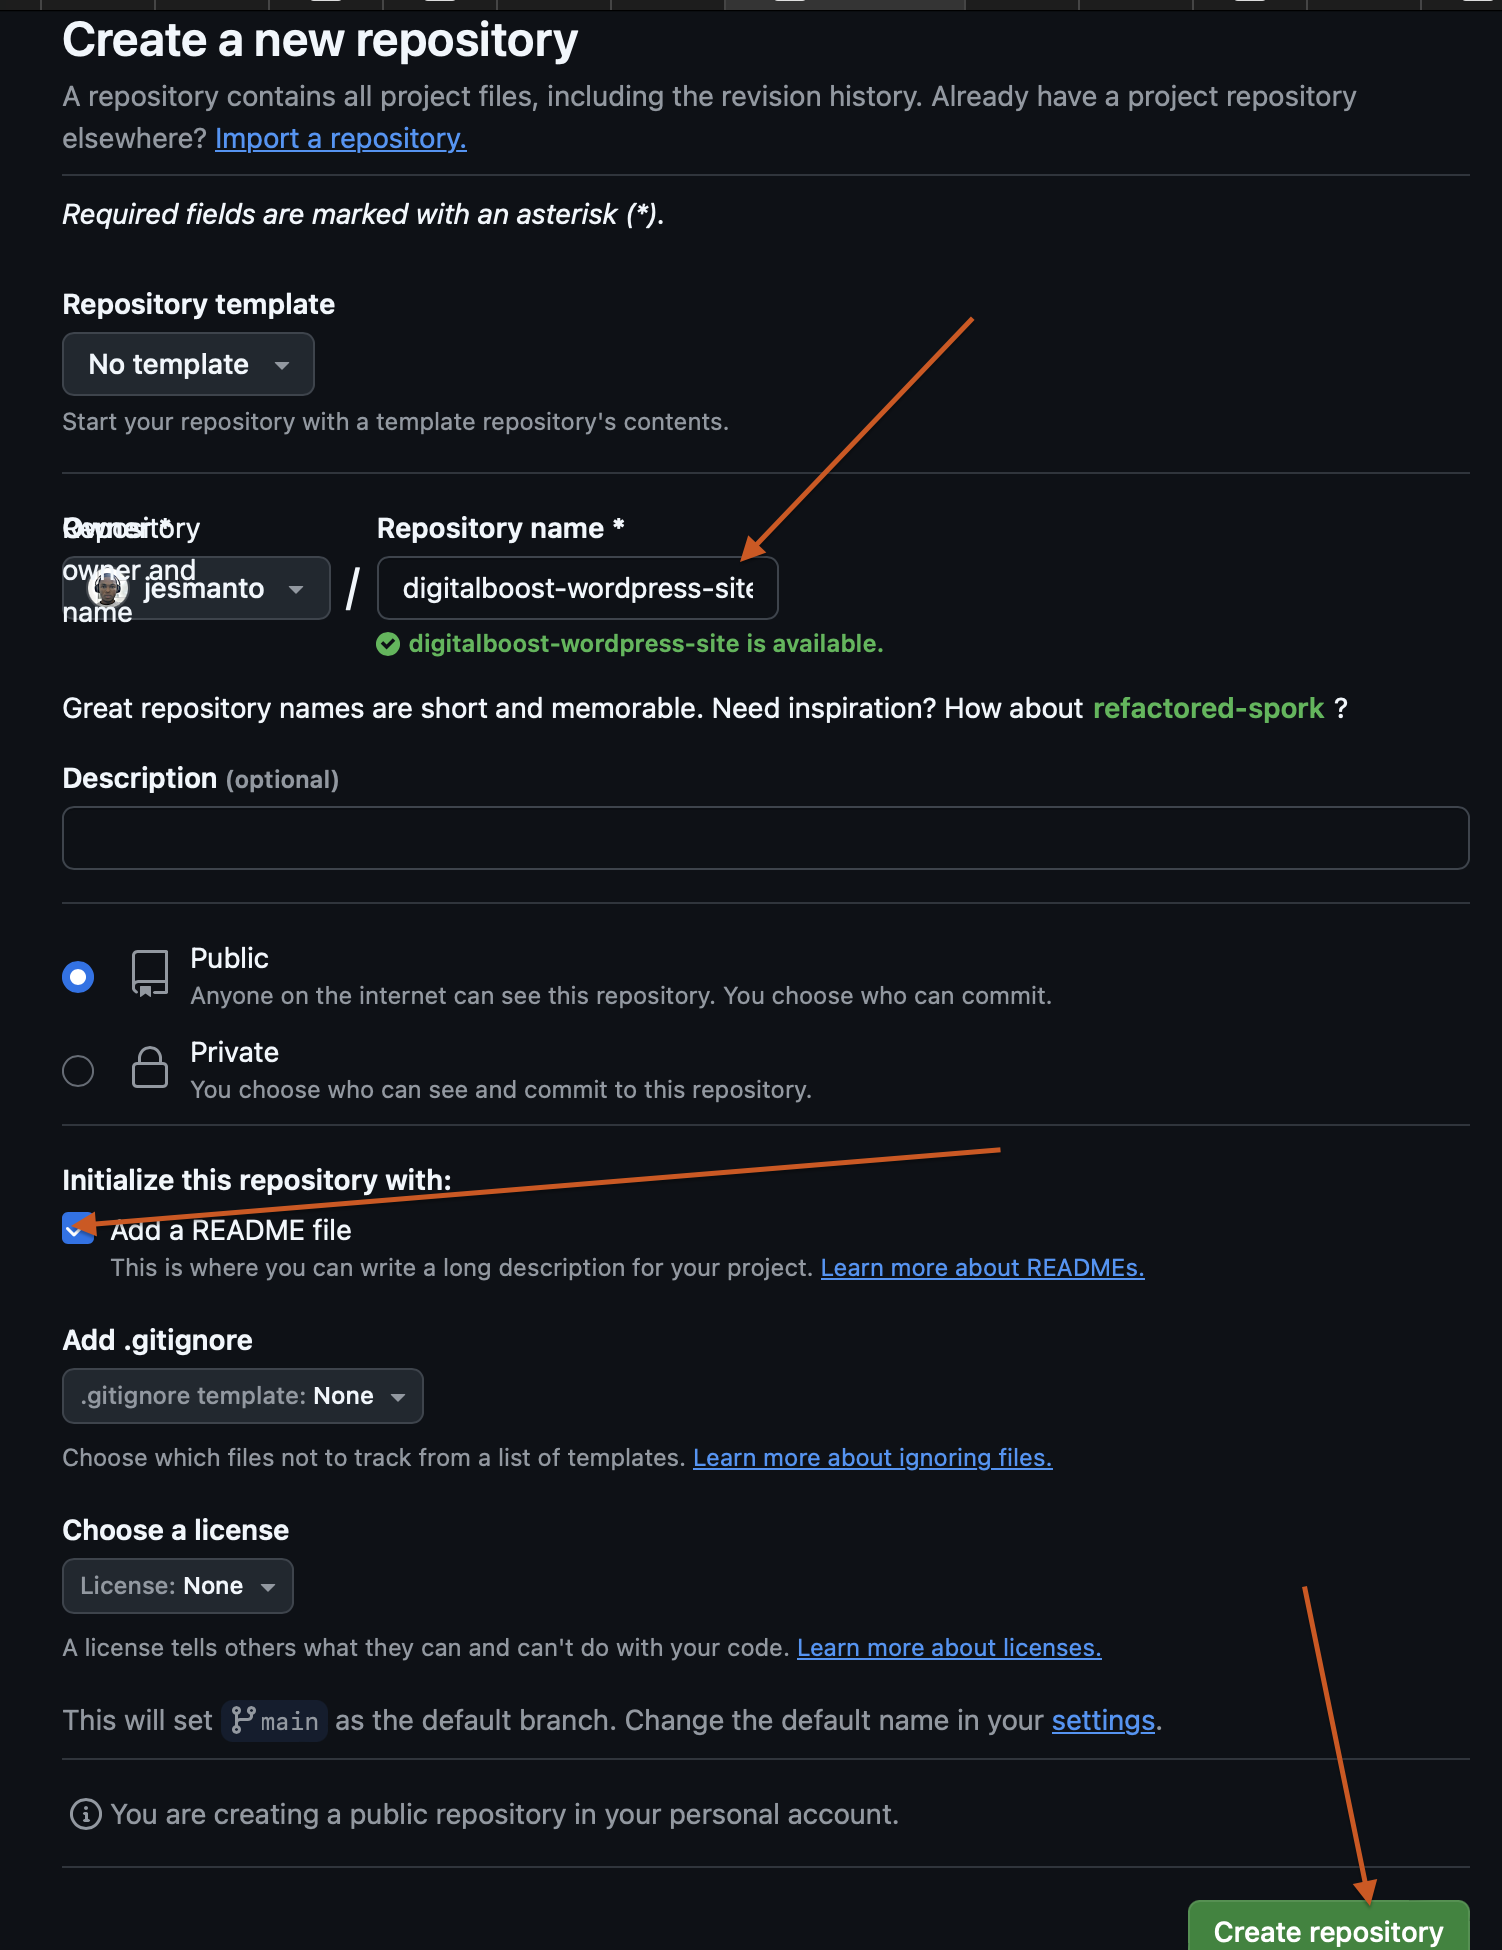 Create a new repository
A repository contains all project files, including the revision history. Already have a project repository
elsewhere? Import a repository.
Required fields are marked with an asterisk (*).
Repository template
No template
Start your repository with a template repository's contents.
Owner *
Repository
owner and
name
Repository name *
jesmanto
/
digitalboost-wordpress-site
digitalboost-wordpress-site is available.
Great repository names are short and memorable. Need inspiration? How about refactored-spork ?
Description (optional)
Public
Anyone on the internet can see this repository. You choose who can commit.
Private
You choose who can see and commit to this repository.
Initialize this repository with:
Add a README file
This is where you can write a long description for your project. Learn more about READMEs.
Add .gitignore
.gitignore template: None
Choose which files not to track from a list of templates. Learn more about ignoring files.
Choose a license
License: None
A license tells others what they can and can't do with your code. Learn more about licenses.
This will set main as the default branch. Change the default name in your settings.
You are creating a public repository in your personal account.
Create repository